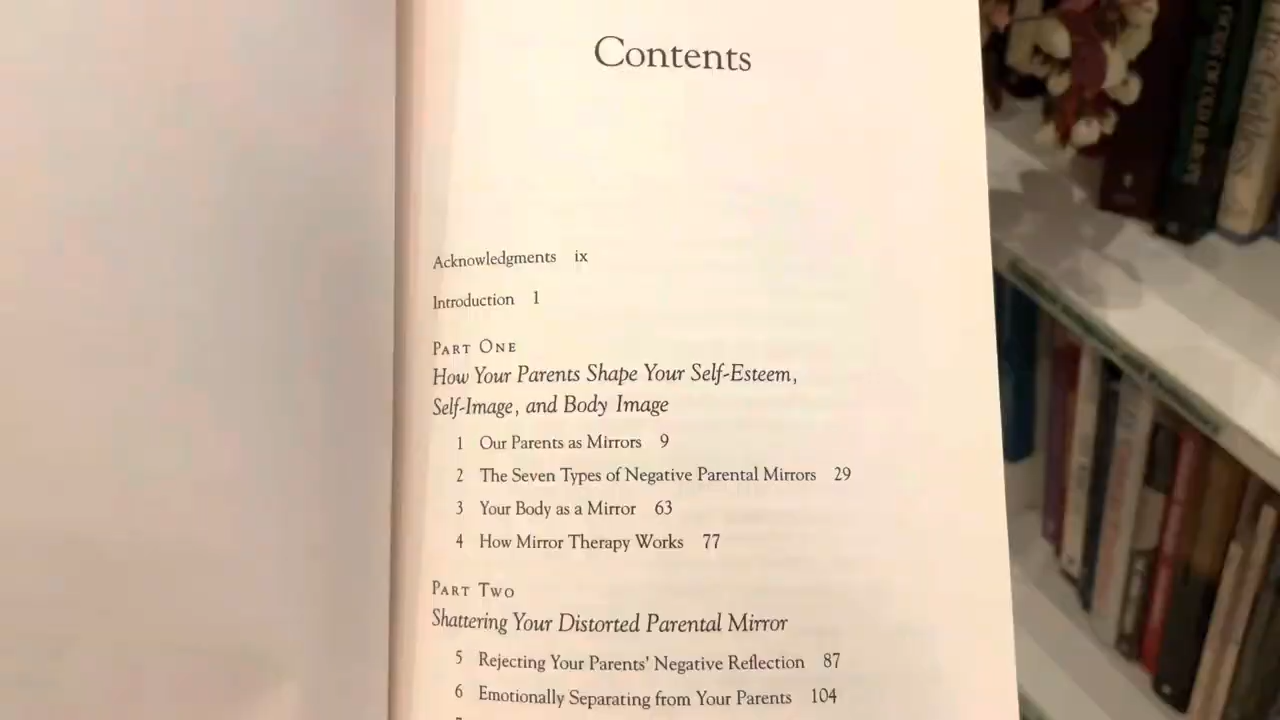 Contents
Acknowledgments ix
Introduction 1
PART ONE
How Your Parents Shape Your Self-Esteem,
Self-Image, and Body Image
1 Our Parents as Mirrors 9
2 The Seven Types of Negative Parental Mirrors 29
3 Your Body as a Mirror 63
4 How Mirror Therapy Works 77
PART TWO
Shattering Your Distorted Parental Mirror
5 Rejecting Your Parents' Negative Reflection 87
6 Emotionally Separating from Your Parents 104